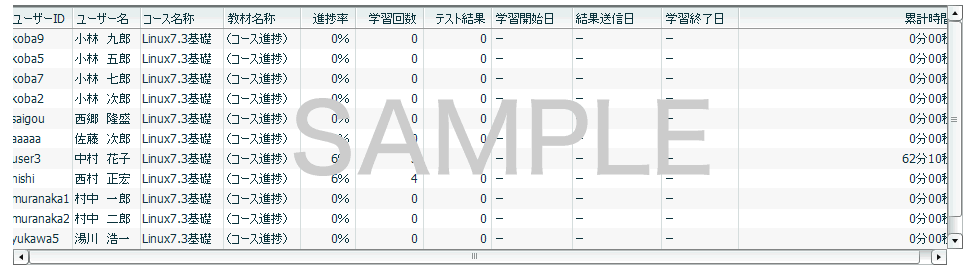 ユーザーID ユーザー名 コース名称 教材名称 進捗率 学習回数 テスト結果 学習開始日 結果送信日 学習終了日 累計時間
koba9 小林 九郎 Linux7.3基礎 (コース進捗) 0% 0 0 – – – 0分00秒
koba5 小林 五郎 Linux7.3基礎 (コース進捗) 0% 0 0 – – – 0分00秒
koba7 小林 七郎 Linux7.3基礎 (コース進捗) 0% 0 0 – – – 0分00秒
koba2 小林 次郎 Linux7.3基礎 (コース進捗) 0% 0 0 – – – 0分00秒
saigou 西郷 隆盛 Linux7.3基礎 (コース進捗) 0% 0 – – 0分00秒
aaaaa 佐藤 次郎 Linux7.3基礎 (コース進捗) 0% 0 0 – – – 0分00秒
user3 中村 花子 Linux7.3基礎 (コース進捗) 6% 0 – – – 62分10秒
nishi 西村 正宏 Linux7.3基礎 (コース進捗) 6% 4 0 – – – 0分00秒
muranaka1 村中 一郎 Linux7.3基礎 (コース進捗) 0% 0 0 – – – 0分00秒
muranaka2 村中 二郎 Linux7.3基礎 (コース進捗) 0% 0 0 – – – 0分00秒
yukawa5 湯川 浩一 Linux7.3基礎 (コース進捗) 0% 0 0 – – – 0分00秒
SAMPLE